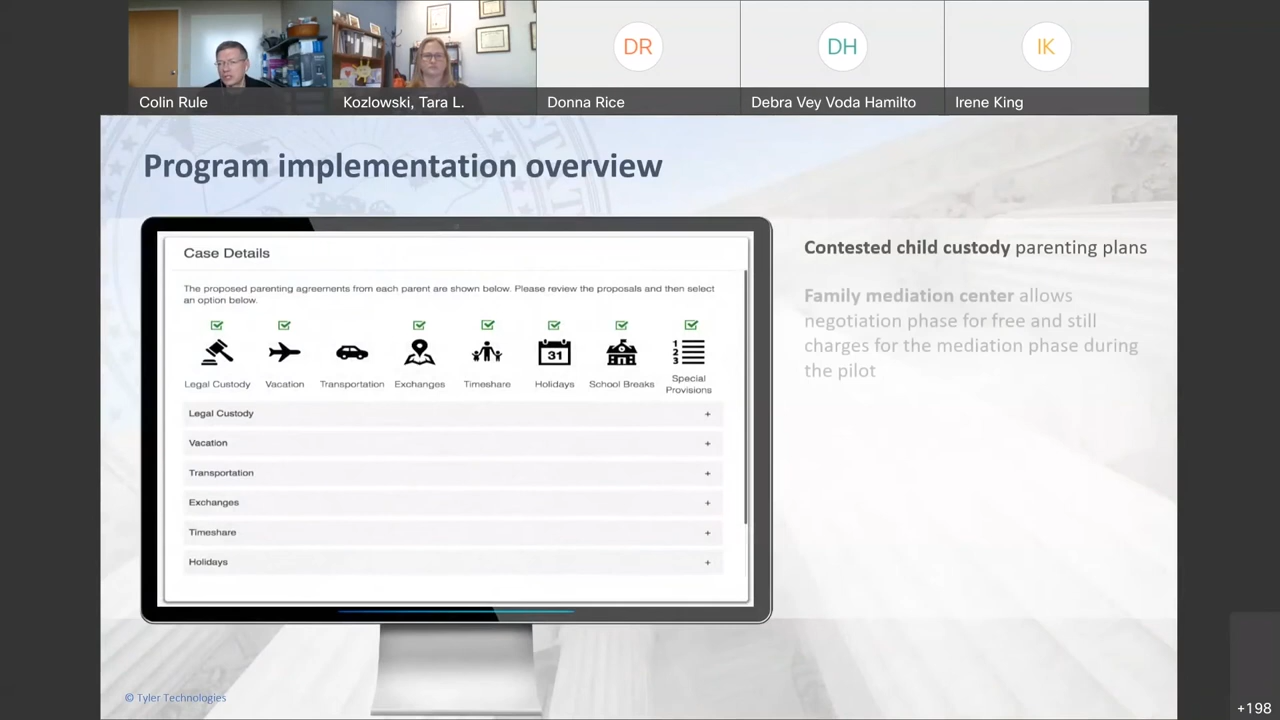 DR
DH
IK
Colin Rule
Kozlowski, Tara L.
Donna Rice
Debra Vey Voda Hamilto
Irene King
Program implementation overview
Case Details
The proposed parenting agreements from each parent are shown below. Please review the proposals and then select
an option below.
31
1
2
3
Legal Custody
Vacation
Transportation
Exchanges
Timeshare
Holidays
School Breaks
Special
Provisions
Legal Custody +
Vacation +
Transportation +
Exchanges +
Timeshare +
Holidays +
Contested child custody parenting plans
Family mediation center allows
negotiation phase for free and still
charges for the mediation phase during
the pilot
© Tyler Technologies
+198